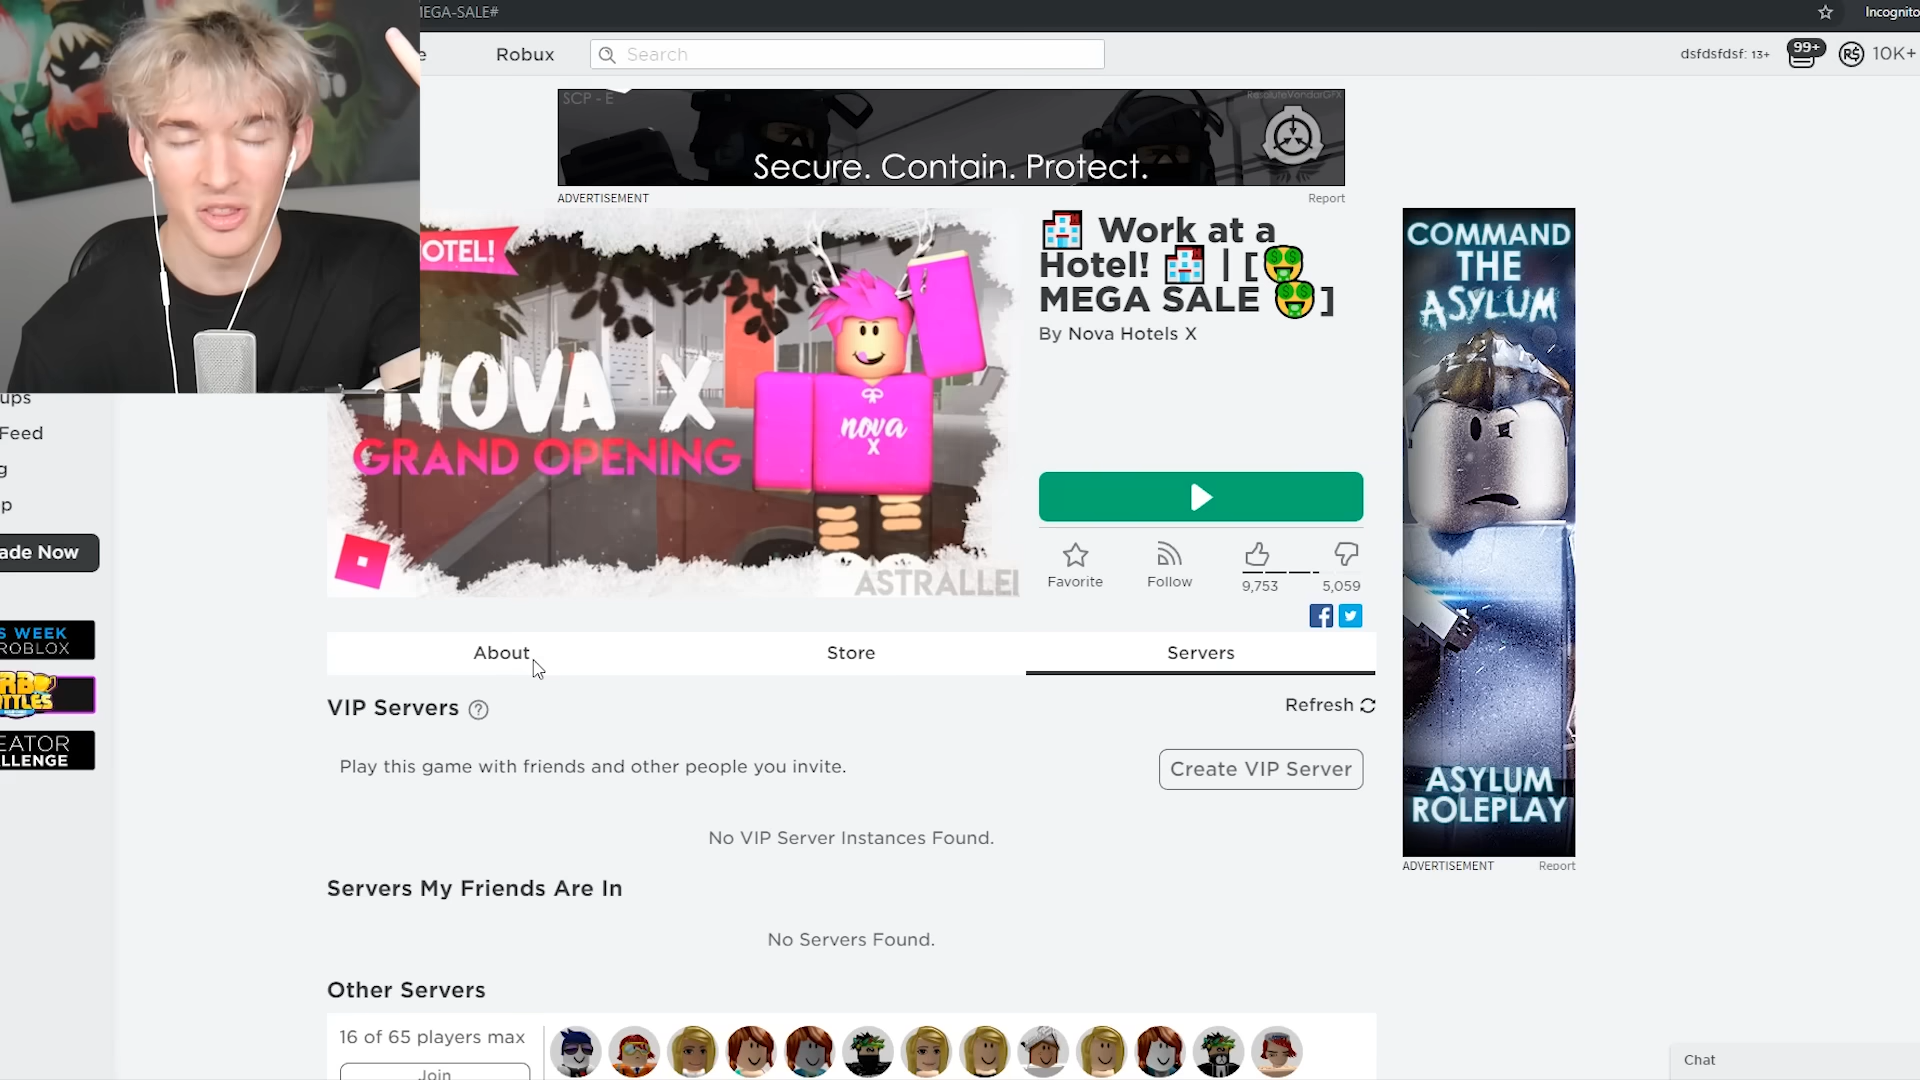 MEGA-SALE#
Incognito
e
Robux
Search
dsfdsfdsf: 13+
99+
R$
10K+
SCP - E
ResoluteVondarGFX
Secure. Contain. Protect.
ADVERTISEMENT
Report
OTEL!
NOVA X
GRAND OPENING
nova
X
ASTRALLEI
Work at a
Hotel! | [
MEGA SALE ]
By Nova Hotels X
Favorite
Follow
9,753
5,059
COMMAND
THE
ASYLUM
ASYLUM
ROLEPLAY
ADVERTISEMENT
Report
ups
Feed
g
p
ade Now
S WEEK
ROBLOX
RB
TTLES
EATOR
LLENGE
About
Store
Servers
VIP Servers ?
Refresh
Play this game with friends and other people you invite.
Create VIP Server
No VIP Server Instances Found.
Servers My Friends Are In
No Servers Found.
Other Servers
16 of 65 players max
Join
Chat